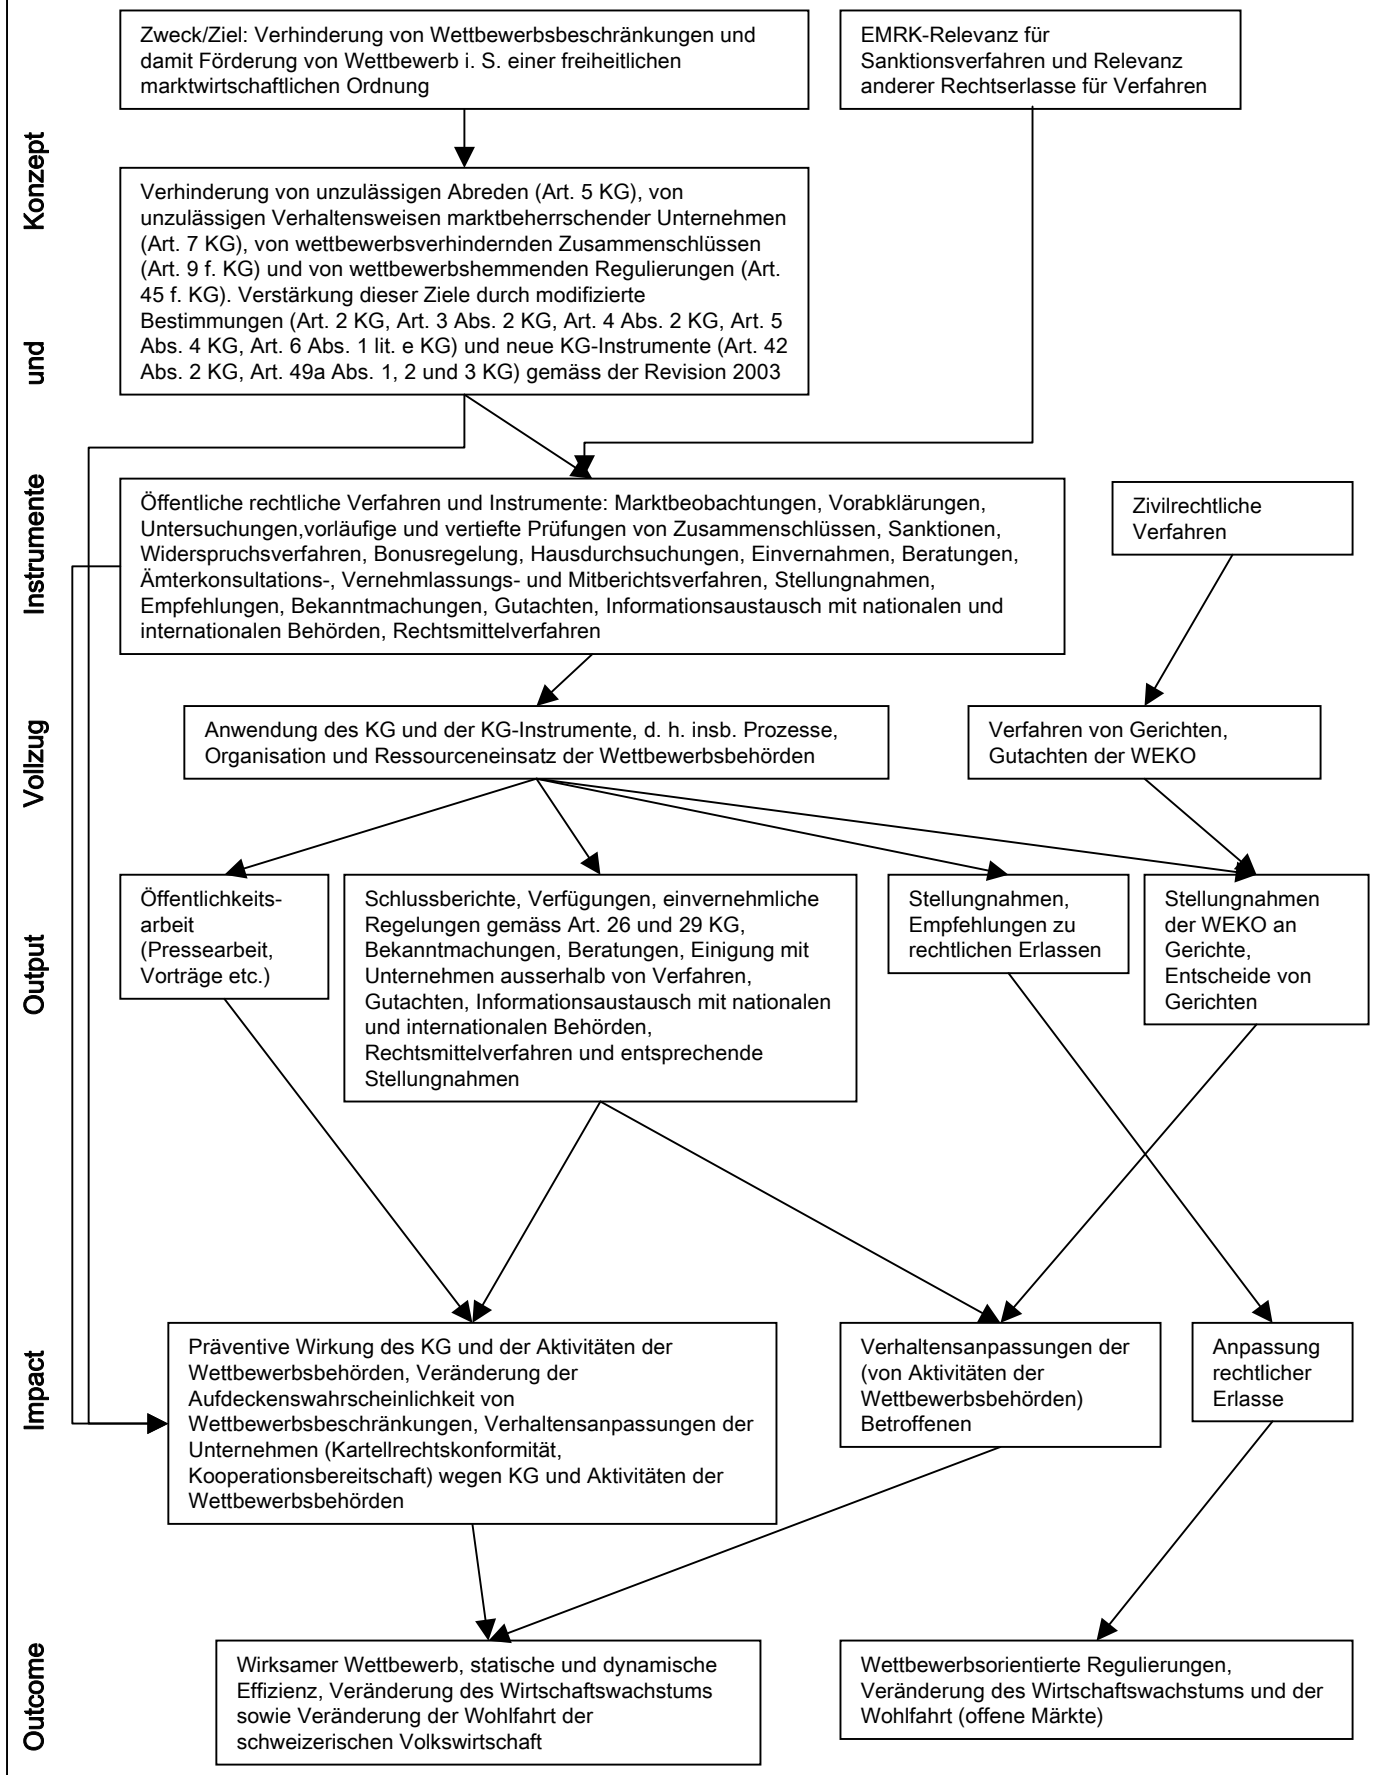 Zweck/Ziel: Verhinderung von Wettbewerbsbeschränkungen und
damit Förderung von Wettbewerb i. S. einer freiheitlichen
marktwirtschaftlichen Ordnung
EMRK-Relevanz für
Sanktionsverfahren und Relevanz
anderer Rechtserlasse für Verfahren
Konzept
Verhinderung von unzulässigen Abreden (Art. 5 KG), von
unzulässigen Verhaltensweisen marktbeherrschender Unternehmen
(Art. 7 KG), von wettbewerbsverhindernden Zusammenschlüssen
(Art. 9 f. KG) und von wettbewerbshemmenden Regulierungen (Art.
45 f. KG). Verstärkung dieser Ziele durch modifizierte
Bestimmungen (Art. 2 KG, Art. 3 Abs. 2 KG, Art. 4 Abs. 2 KG, Art. 5
Abs. 4 KG, Art. 6 Abs. 1 lit. e KG) und neue KG-Instrumente (Art. 42
Abs. 2 KG, Art. 49a Abs. 1, 2 und 3 KG) gemäss der Revision 2003
und
Instrumente
Öffentliche rechtliche Verfahren und Instrumente: Marktbeobachtungen, Vorabklärungen,
Untersuchungen,vorläufige und vertiefte Prüfungen von Zusammenschlüssen, Sanktionen,
Widerspruchsverfahren, Bonusregelung, Hausdurchsuchungen, Einvernahmen, Beratungen,
Ämterkonsultations-, Vernehmlassungs- und Mitberichtsverfahren, Stellungnahmen,
Empfehlungen, Bekanntmachungen, Gutachten, Informationsaustausch mit nationalen und
internationalen Behörden, Rechtsmittelverfahren
Zivilrechtliche
Verfahren
Vollzug
Anwendung des KG und der KG-Instrumente, d. h. insb. Prozesse,
Organisation und Ressourceneinsatz der Wettbewerbsbehörden
Verfahren von Gerichten,
Gutachten der WEKO
Output
Öffentlichkeits-
arbeit
(Pressearbeit,
Vorträge etc.)
Schlussberichte, Verfügungen, einvernehmliche
Regelungen gemäss Art. 26 und 29 KG,
Bekanntmachungen, Beratungen, Einigung mit
Unternehmen ausserhalb von Verfahren,
Gutachten, Informationsaustausch mit nationalen
und internationalen Behörden,
Rechtsmittelverfahren und entsprechende
Stellungnahmen
Stellungnahmen,
Empfehlungen zu
rechtlichen Erlassen
Stellungnahmen
der WEKO an
Gerichte,
Entscheide von
Gerichten
Impact
Präventive Wirkung des KG und der Aktivitäten der
Wettbewerbsbehörden, Veränderung der
Aufdeckenswahrscheinlichkeit von
Wettbewerbsbeschränkungen, Verhaltensanpassungen der
Unternehmen (Kartellrechtskonformität,
Kooperationsbereitschaft) wegen KG und Aktivitäten der
Wettbewerbsbehörden
Verhaltensanpassungen der
(von Aktivitäten der
Wettbewerbsbehörden)
Betroffenen
Anpassung
rechtlicher
Erlasse
Outcome
Wirksamer Wettbewerb, statische und dynamische
Effizienz, Veränderung des Wirtschaftswachstums
sowie Veränderung der Wohlfahrt der
schweizerischen Volkswirtschaft
Wettbewerbsorientierte Regulierungen,
Veränderung des Wirtschaftswachstums und der
Wohlfahrt (offene Märkte)